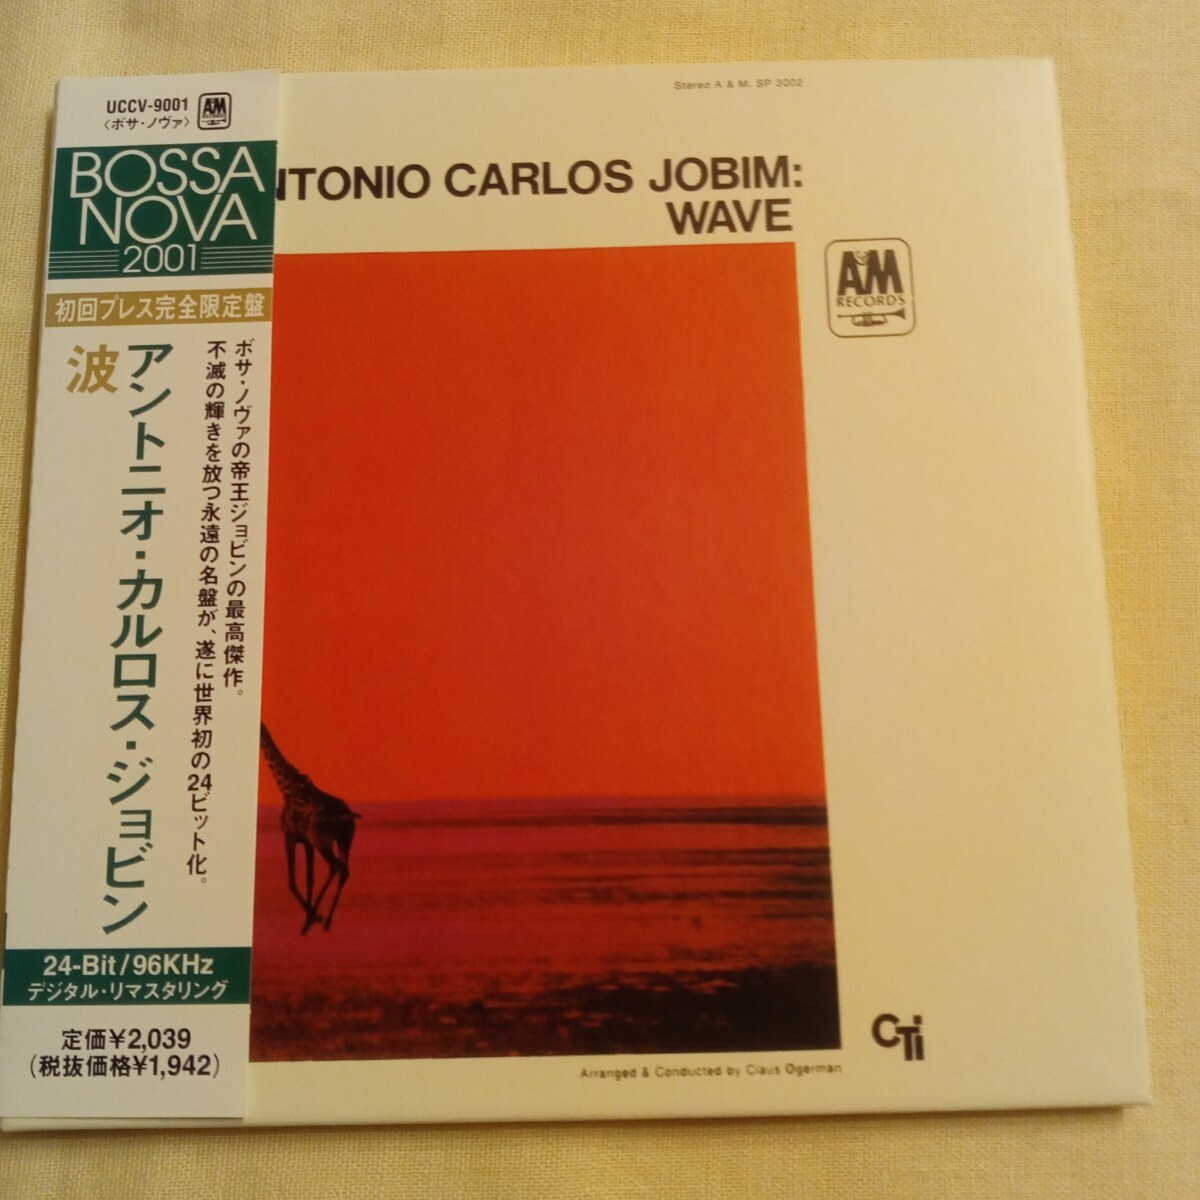 UCCV-9001
〈ボサ・ノヴァ〉
A&M
RECORDS
BOSSA
NOVA
2001
初回プレス完全限定盤
波
アントニオ・カルロス・ジョビン
ボサ・ノヴァの帝王ジョビンの最高傑作。
不滅の輝きを放つ永遠の名盤が、遂に世界初の24ビット化。
24-Bit/96KHz
デジタル・リマスタリング
定価¥2,039
(税抜価格¥1,942)
Stereo A & M. SP 3002
NTONIO CARLOS JOBIM:
WAVE
A&M
RECORDS
CTi
Arranged & Conducted by Claus Ogerman